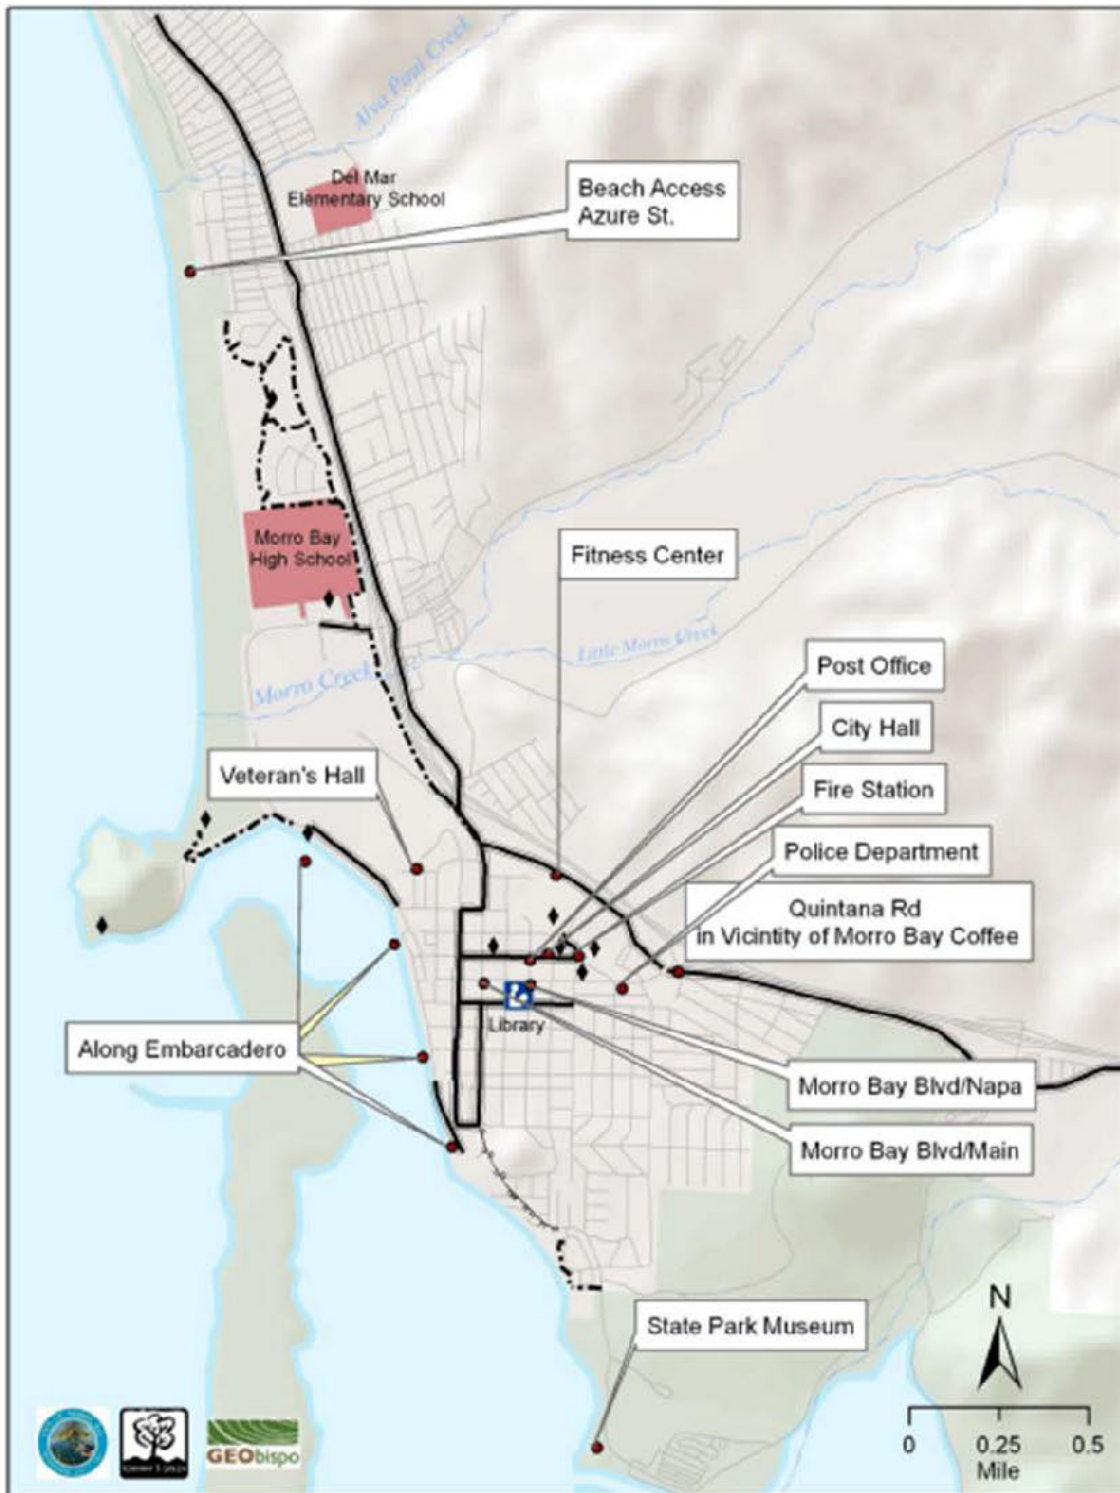 Alva Paul Creek
Del Mar
Elementary School
Beach Access
Azure St.
Morro Bay
High School
Fitness Center
Little Morro Creek
Morro Creek
Post Office
City Hall
Veteran's Hall
Fire Station
Police Department
Quintana Rd
in Vicintity of Morro Bay Coffee
Library
Along Embarcadero
Morro Bay Blvd/Napa
Morro Bay Blvd/Main
State Park Museum
N
0 0.25 0.5
Mile
GEObispo